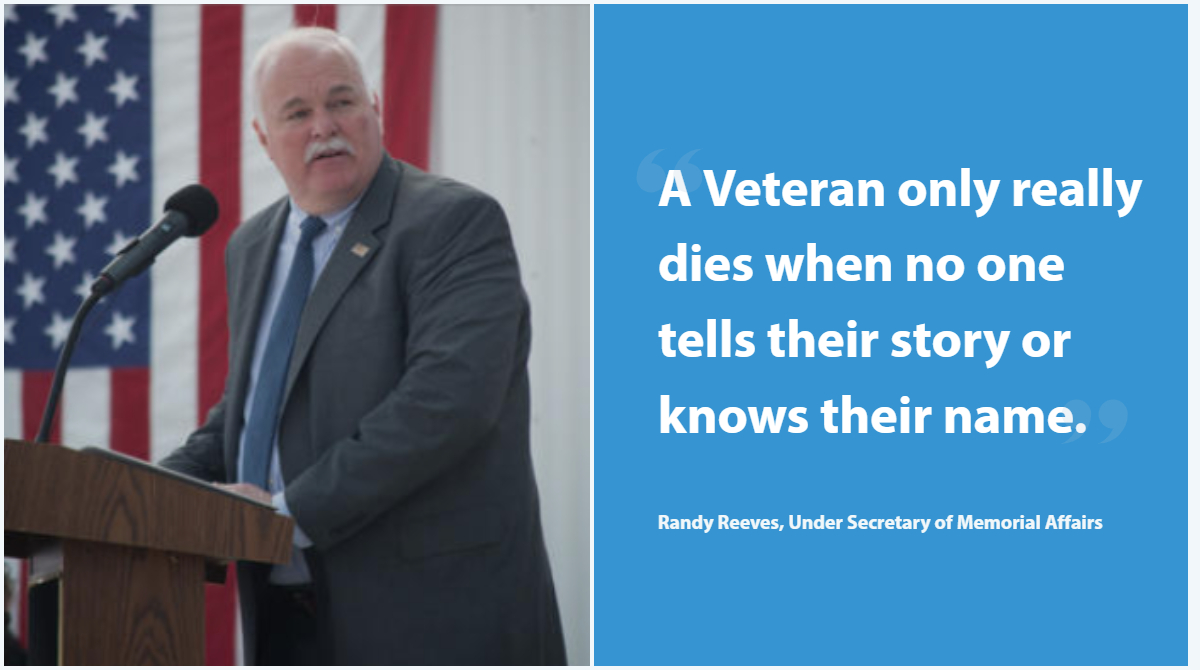 “A Veteran only really
dies when no one
tells their story or
knows their name.”
Randy Reeves, Under Secretary of Memorial Affairs